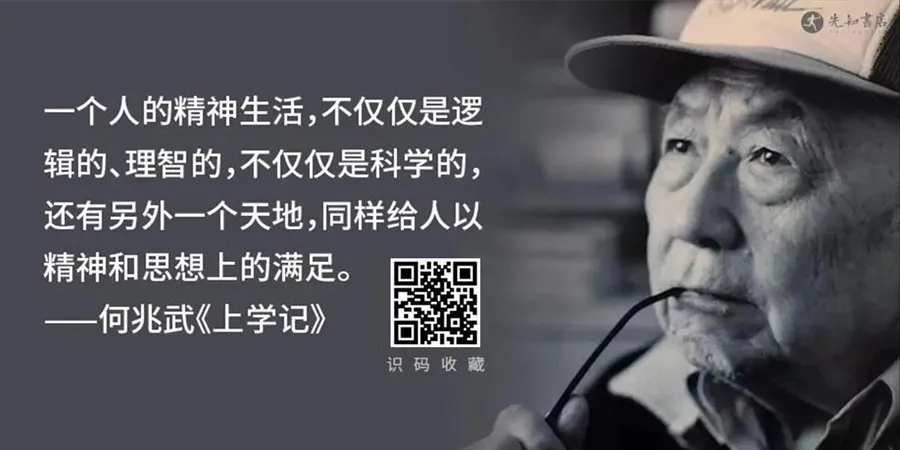 先知書店
一个人的精神生活，不仅仅是逻
辑的、理智的，不仅仅是科学的，
还有另外一个天地，同样给人以
精神和思想上的满足。
——何兆武《上学记》
识码收藏